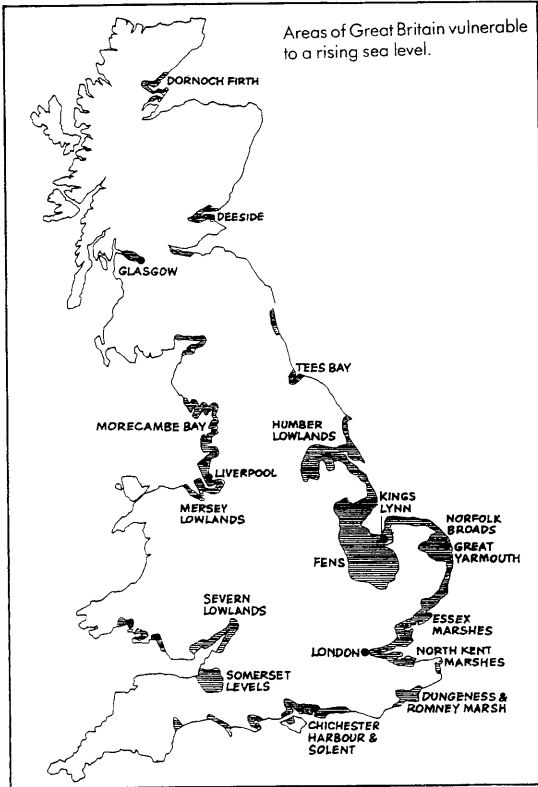 Areas of Great Britain vulnerable
to a rising sea level.
DORNOCH FIRTH
DEESIDE
GLASGOW
TEES BAY
MORECAMBE BAY
HUMBER
LOWLANDS
LIVERPOOL
MERSEY
LOWLANDS
KINGS
LYNN
NORFOLK
BROADS
GREAT
YARMOUTH
FENS
SEVERN
LOWLANDS
ESSEX
MARSHES
LONDON
NORTH KENT
MARSHES
SOMERSET
LEVELS
DUNGENESS &
ROMNEY MARSH
CHICHESTER
HARBOUR &
SOLENT